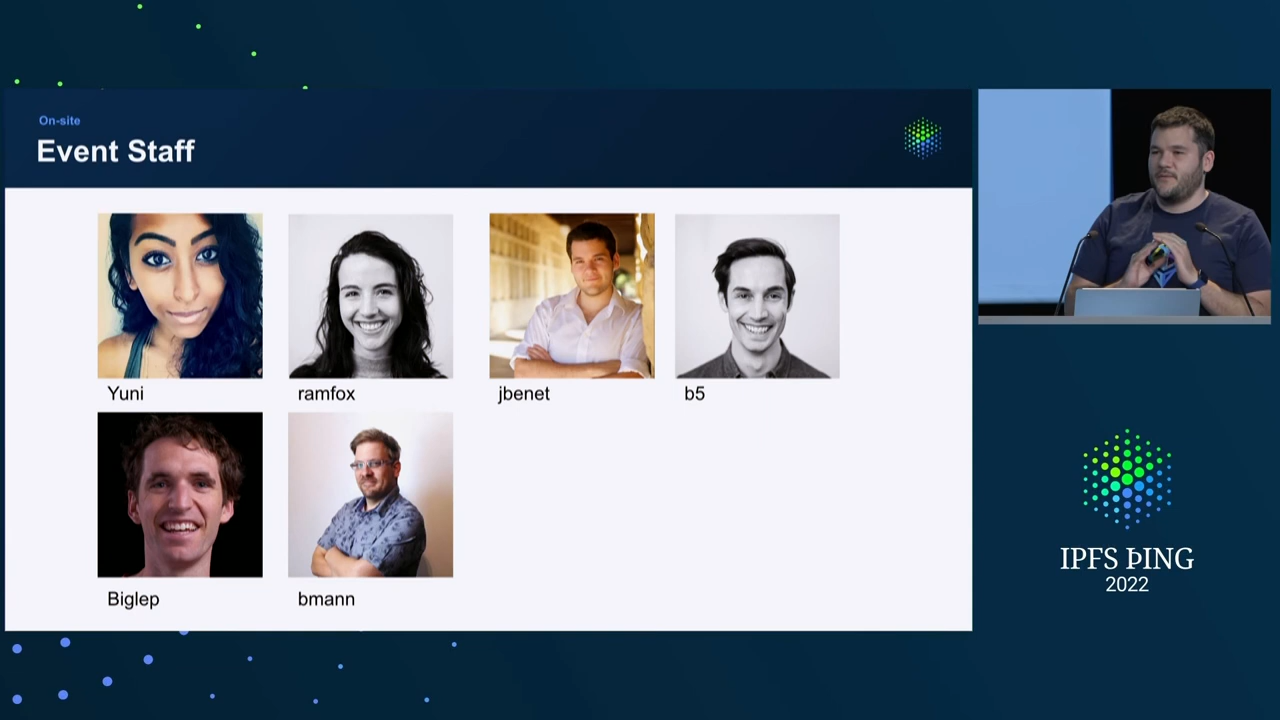 On-site
Event Staff
Yuni
ramfox
jbenet
b5
Biglep
bmann
IPFS ÞING
2022